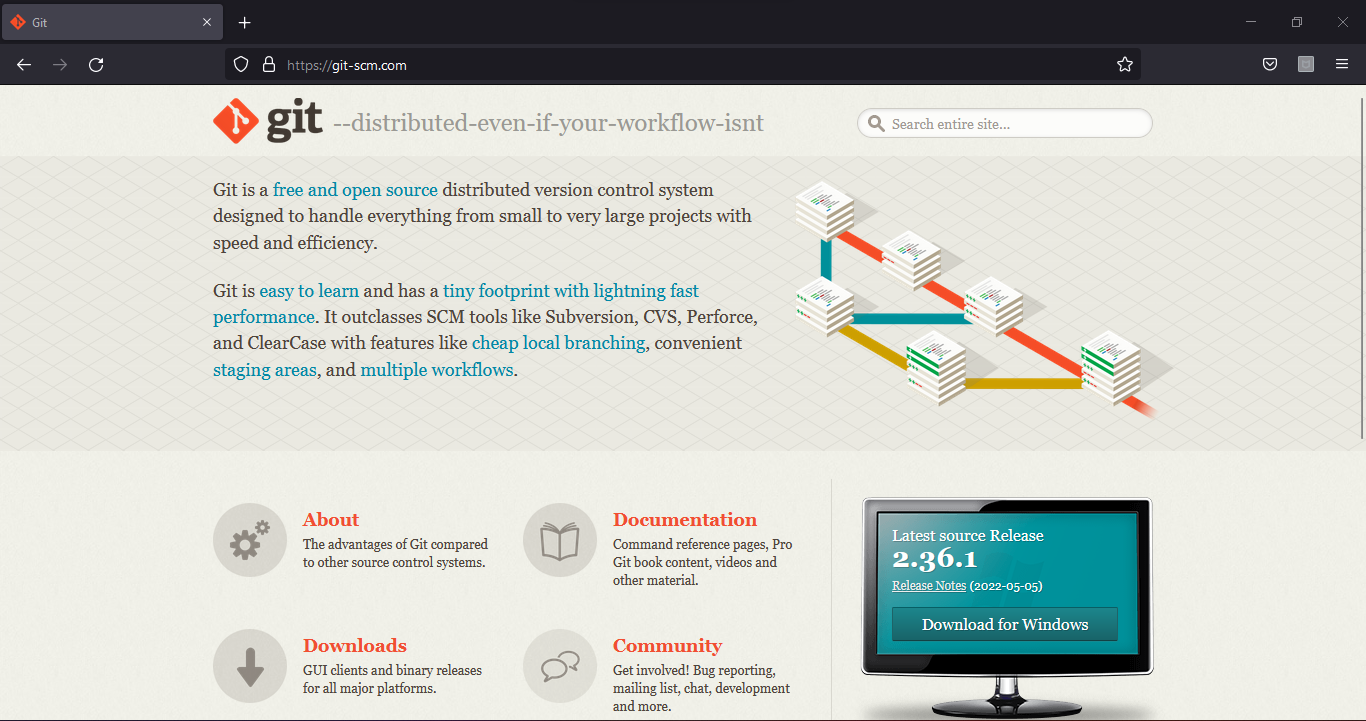 Git
https://git-scm.com
git --distributed-even-if-your-workflow-isnt
Search entire site...
Git is a free and open source distributed version control system
designed to handle everything from small to very large projects with
speed and efficiency.
Git is easy to learn and has a tiny footprint with lightning fast
performance. It outclasses SCM tools like Subversion, CVS, Perforce,
and ClearCase with features like cheap local branching, convenient
staging areas, and multiple workflows.
About
The advantages of Git compared
to other source control systems.
Documentation
Command reference pages, Pro
Git book content, videos and
other material.
Downloads
GUI clients and binary releases
for all major platforms.
Community
Get involved! Bug reporting,
mailing list, chat, development
and more.
Latest source Release
2.36.1
Release Notes (2022-05-05)
Download for Windows